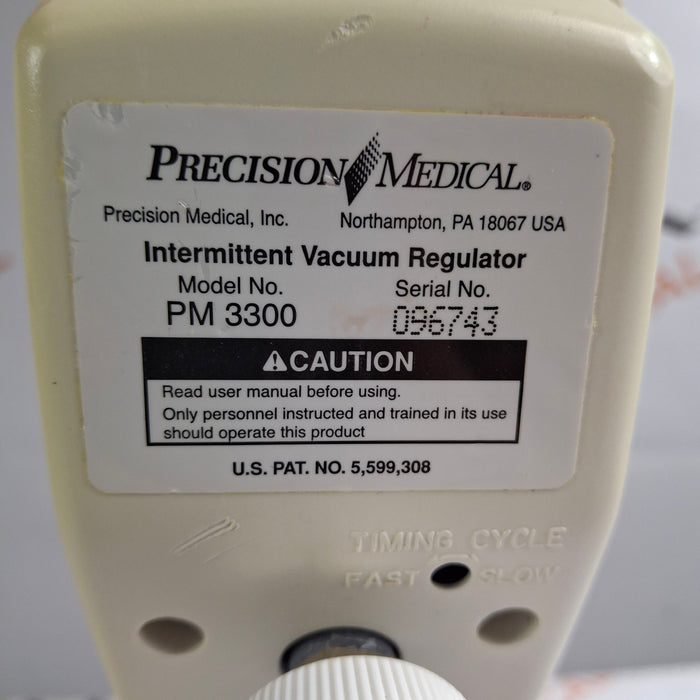 PRECISION MEDICAL®
Precision Medical, Inc. Northampton, PA 18067 USA
Intermittent Vacuum Regulator
Model No. Serial No.
PM 3300 096743
⚠CAUTION
Read user manual before using.
Only personnel instructed and trained in its use
should operate this product
U.S. PAT. NO. 5,599,308
TIMING CYCLE
FAST SLOW